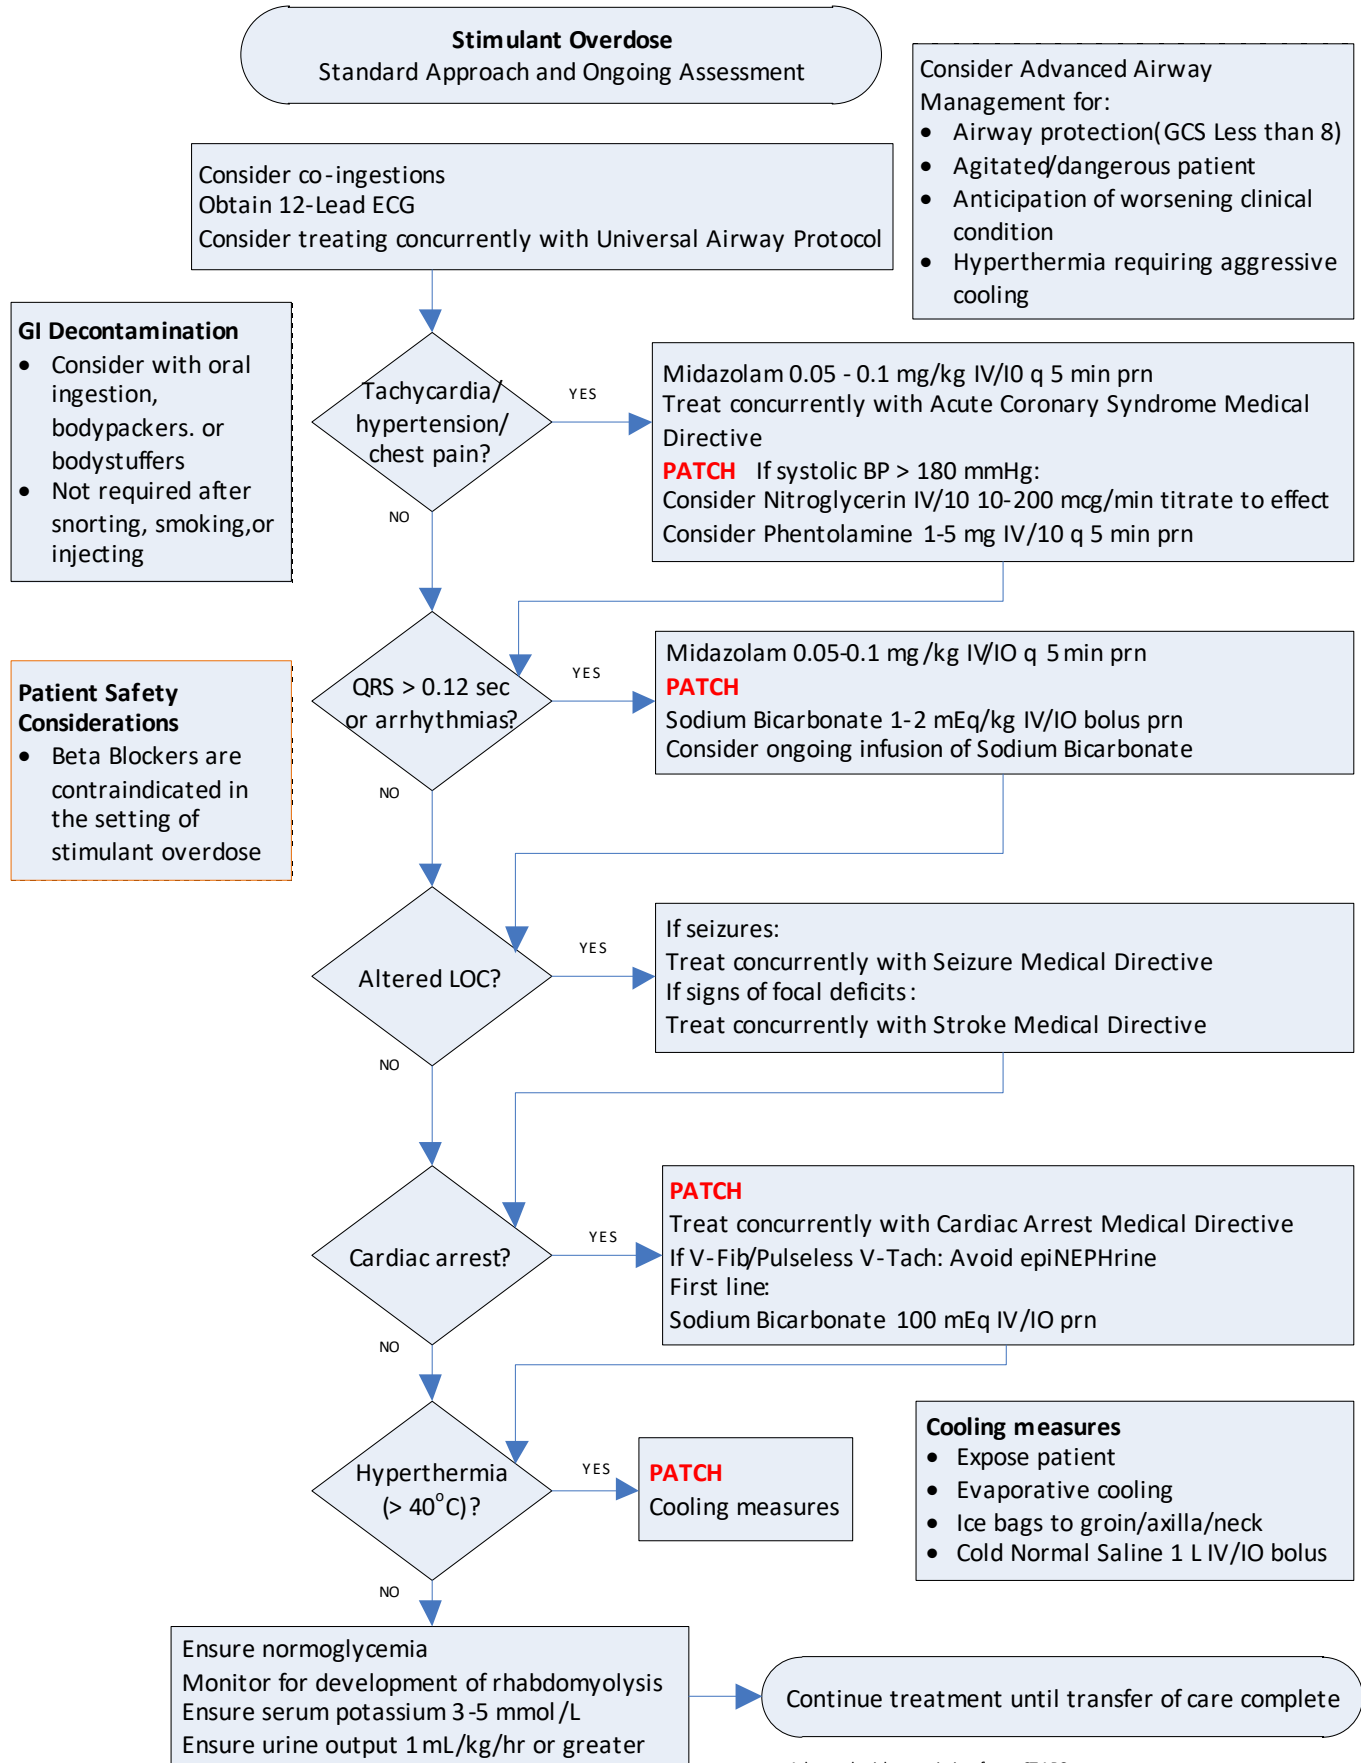 Stimulant Overdose
Standard Approach and Ongoing Assessment
Consider Advanced Airway
Management for:
• Airway protection(GCS Less than 8)
• Agitated/dangerous patient
• Anticipation of worsening clinical
condition
• Hyperthermia requiring aggressive
cooling
Consider co-ingestions
Obtain 12-Lead ECG
Consider treating concurrently with Universal Airway Protocol
GI Decontamination
• Consider with oral
ingestion,
bodypackers. or
bodystuffers
• Not required after
snorting, smoking,or
injecting
Tachycardia/
hypertension/
chest pain?
YES
NO
Midazolam 0.05 - 0.1 mg/kg IV/I0 q 5 min prn
Treat concurrently with Acute Coronary Syndrome Medical
Directive
PATCH If systolic BP > 180 mmHg:
Consider Nitroglycerin IV/10 10-200 mcg/min titrate to effect
Consider Phentolamine 1-5 mg IV/10 q 5 min prn
Patient Safety
Considerations
• Beta Blockers are
contraindicated in
the setting of
stimulant overdose
QRS > 0.12 sec
or arrhythmias?
YES
NO
Midazolam 0.05-0.1 mg/kg IV/IO q 5 min prn
PATCH
Sodium Bicarbonate 1-2 mEq/kg IV/IO bolus prn
Consider ongoing infusion of Sodium Bicarbonate
Altered LOC?
YES
NO
If seizures:
Treat concurrently with Seizure Medical Directive
If signs of focal deficits:
Treat concurrently with Stroke Medical Directive
Cardiac arrest?
YES
NO
PATCH
Treat concurrently with Cardiac Arrest Medical Directive
If V-Fib/Pulseless V-Tach: Avoid epiNEPHrine
First line:
Sodium Bicarbonate 100 mEq IV/IO prn
Hyperthermia
(> 40°C)?
YES
NO
PATCH
Cooling measures
Cooling measures
• Expose patient
• Evaporative cooling
• Ice bags to groin/axilla/neck
• Cold Normal Saline 1 L IV/IO bolus
Ensure normoglycemia
Monitor for development of rhabdomyolysis
Ensure serum potassium 3-5 mmol/L
Ensure urine output 1 mL/kg/hr or greater
Continue treatment until transfer of care complete